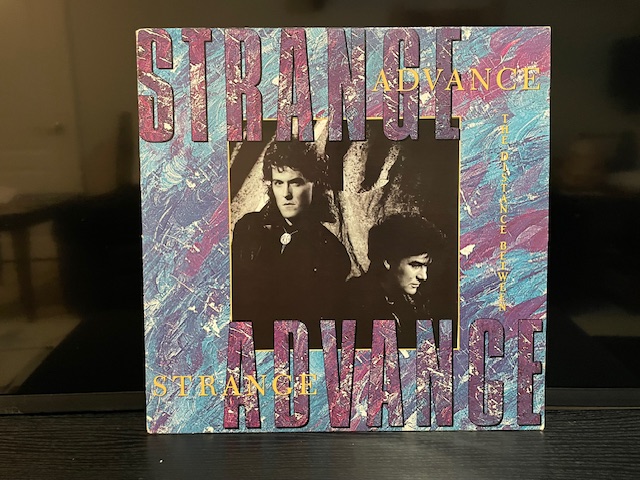 STRANGE
ADVANCE
THE DISTANCE BETWEEN
STRANGE
ADVANCE